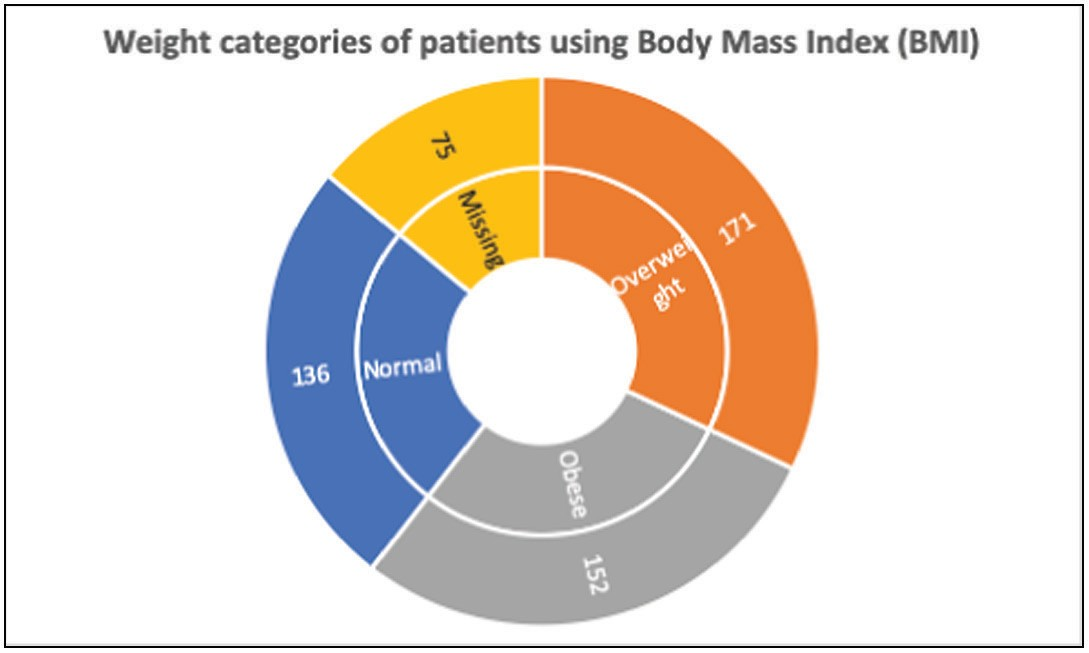 Weight categories of patients using Body Mass Index (BMI)
75
Missing
171
Overwei
ght
136
Normal
Obese
152